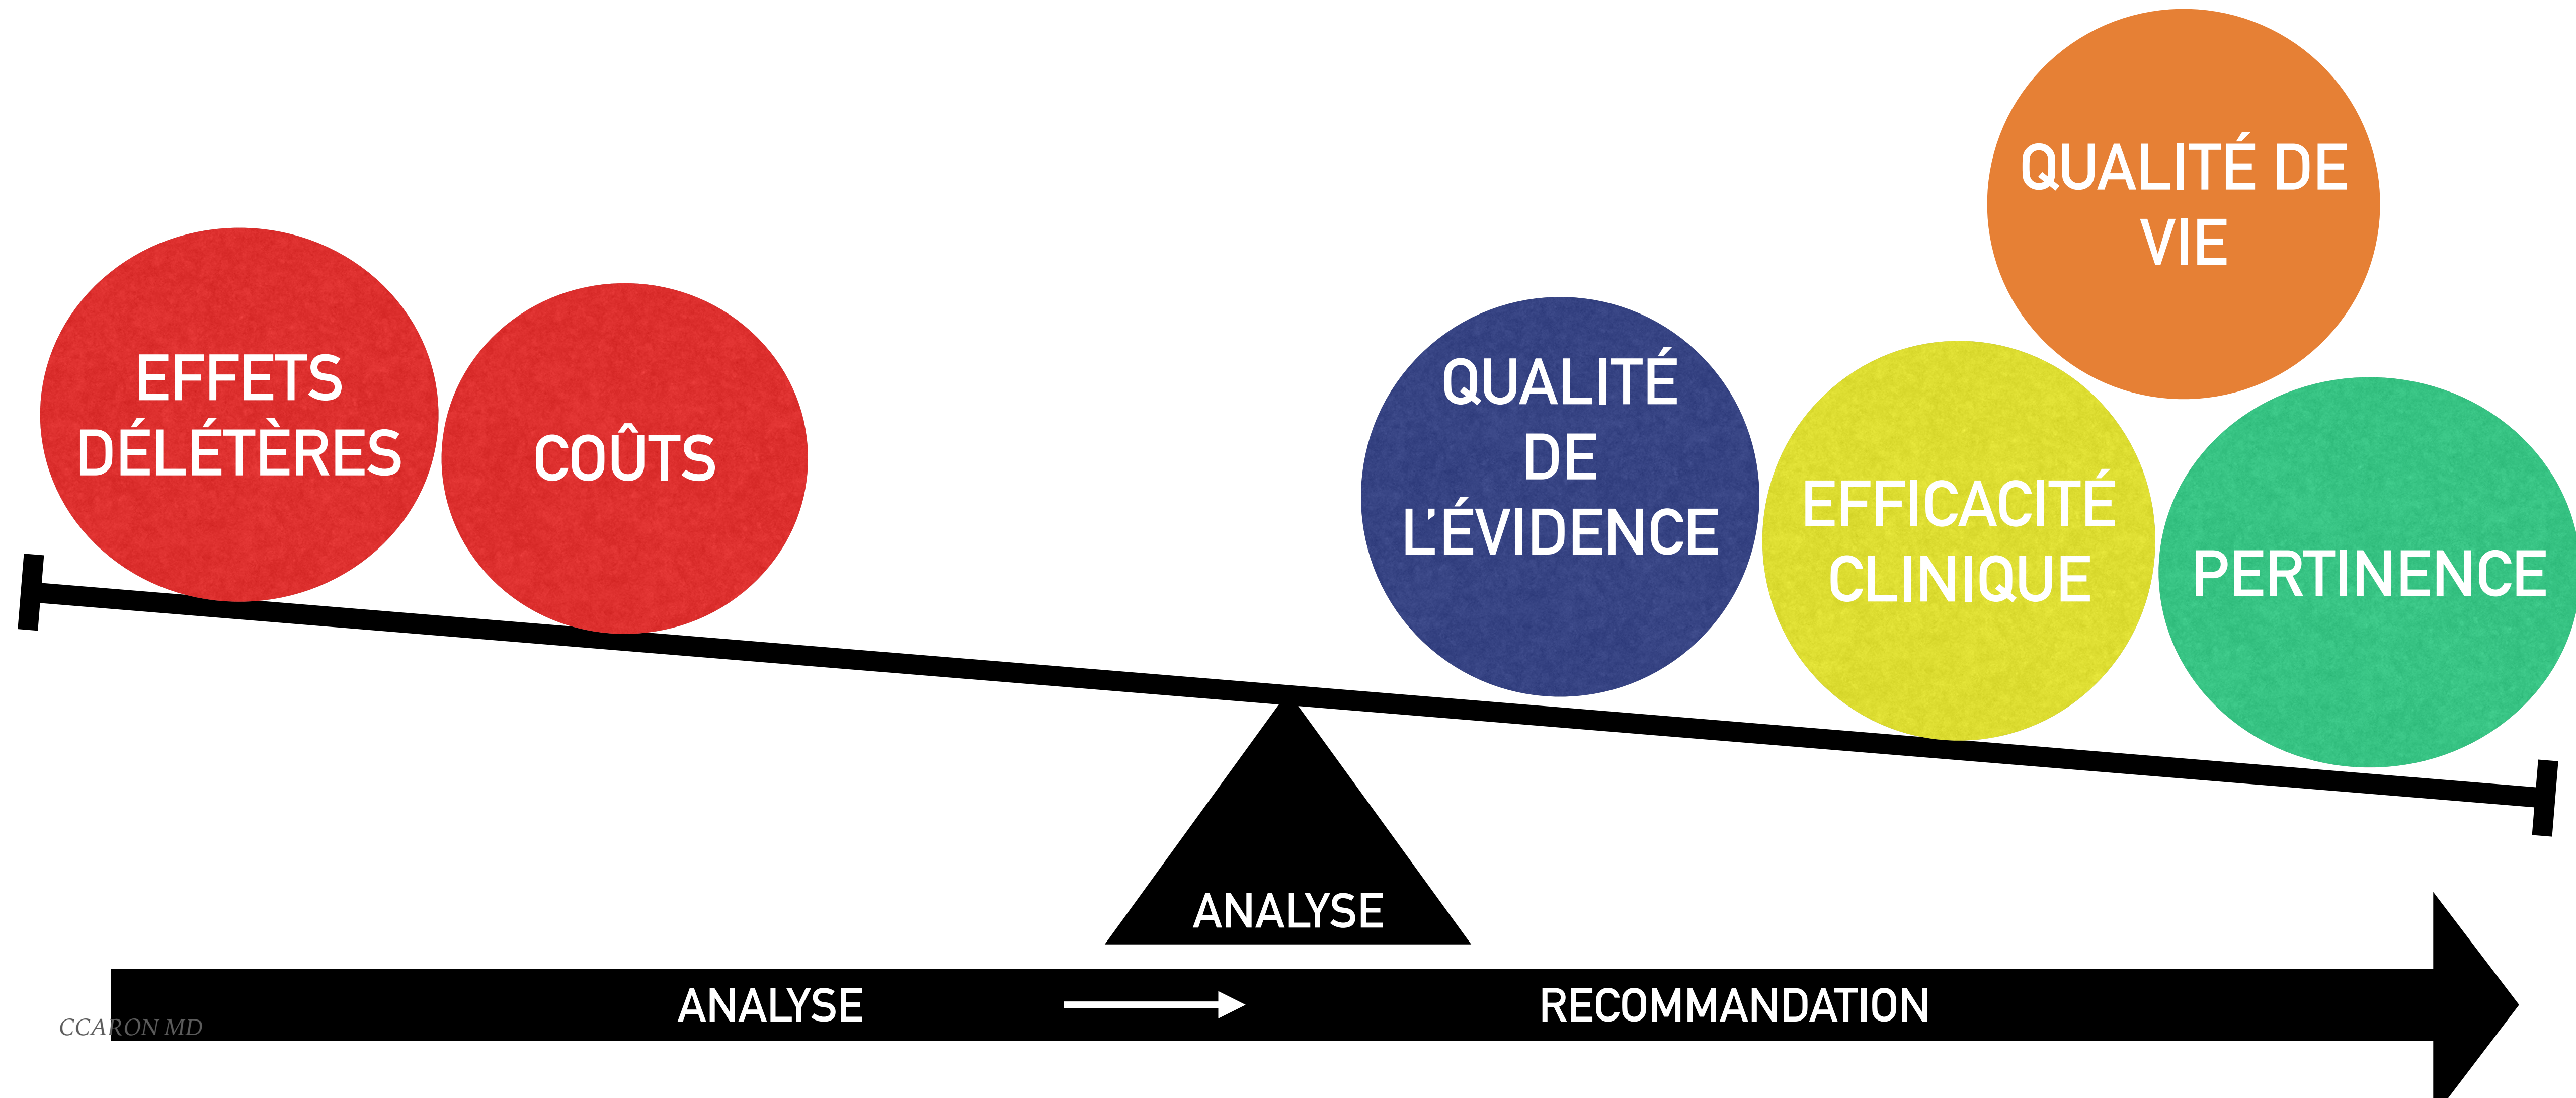 EFFETS
DÉLÉTÈRES
COÛTS
QUALITÉ
DE
L'ÉVIDENCE
EFFICACITÉ
CLINIQUE
QUALITÉ DE
VIE
PERTINENCE
ANALYSE
ANALYSE → RECOMMANDATION
CCARON MD